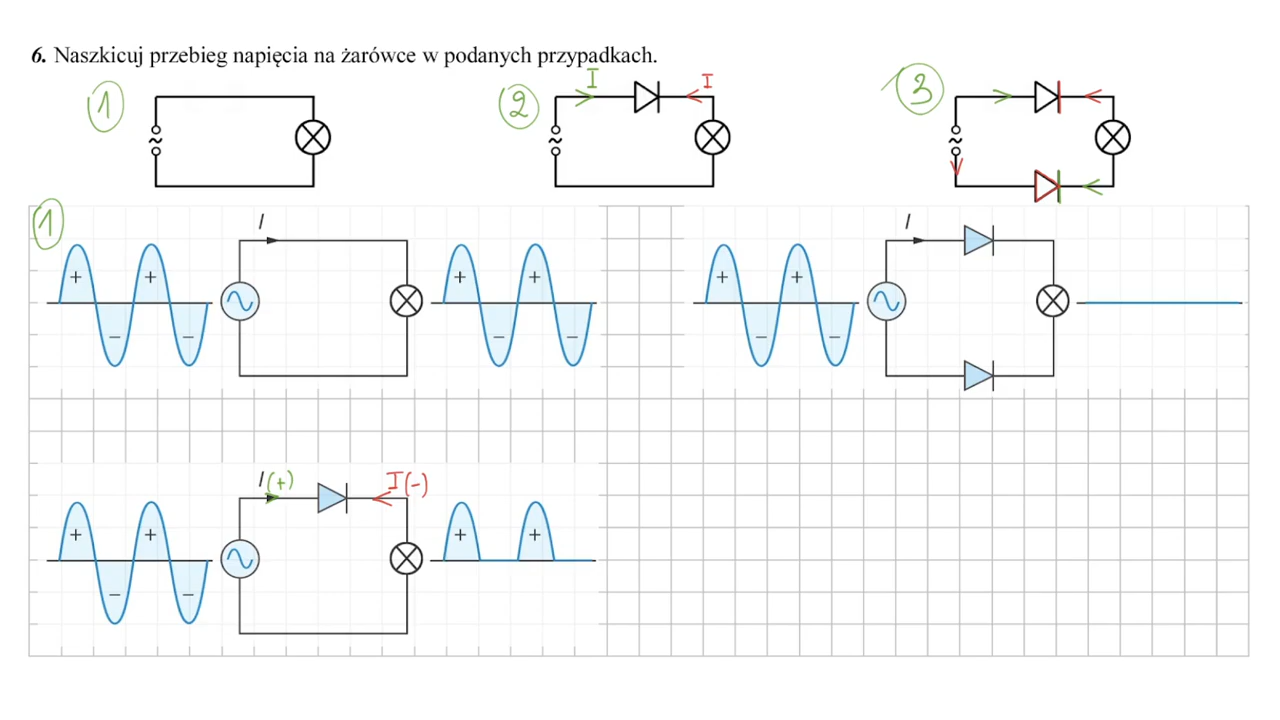 6. Naszkicuj przebieg napięcia na żarówce w podanych przypadkach.
1 2 I I 3
~ ~ ~
1 I I
+ + + + + +
− − − − − −
I(+) I(-)
+ + + +
− −